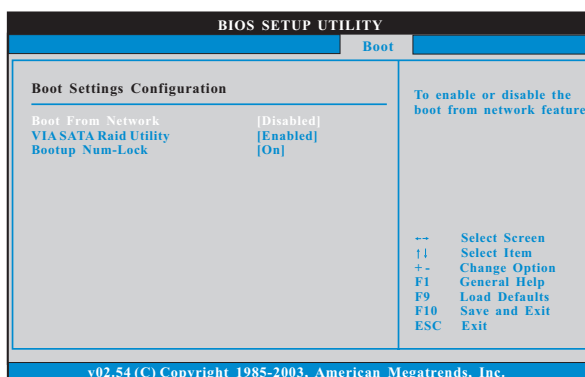 BIOS SETUP UTILITY
Boot
Boot Settings Configuration
Boot From Network [Disabled]
VIA SATA Raid Utility [Enabled]
Bootup Num-Lock [On]
To enable or disable the
boot from network feature
←→ Select Screen
↑↓ Select Item
+ - Change Option
F1 General Help
F9 Load Defaults
F10 Save and Exit
ESC Exit
v02.54 (C) Copyright 1985-2003, American Megatrends, Inc.